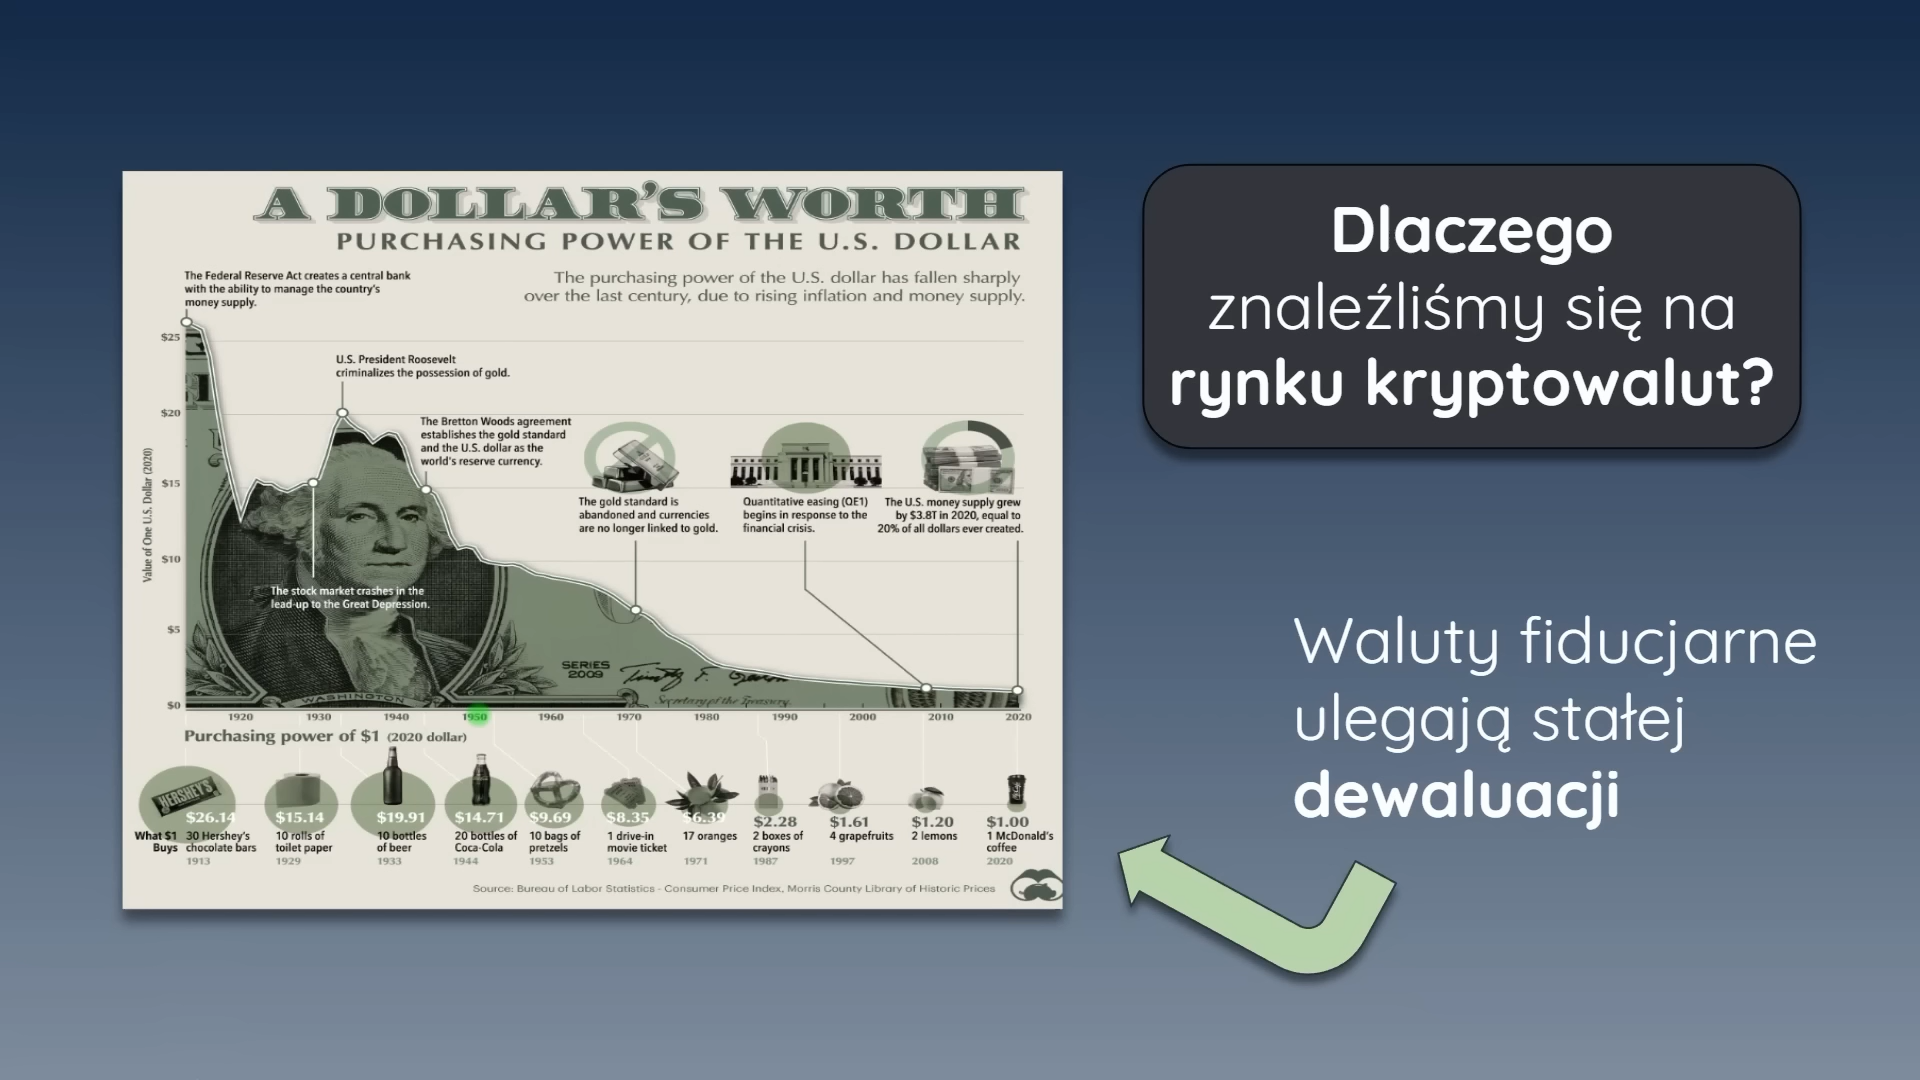 A DOLLAR'S WORTH
PURCHASING POWER OF THE U.S. DOLLAR
The purchasing power of the U.S. dollar has fallen sharply
over the last century, due to rising inflation and money supply.
The Federal Reserve Act creates a central bank
with the ability to manage the country's
money supply.
U.S. President Roosevelt
criminalizes the possession of gold.
The Bretton Woods agreement
establishes the gold standard
and the U.S. dollar as the
world's reserve currency.
The gold standard is
abandoned and currencies
are no longer linked to gold.
Quantitative easing (QE1)
begins in response to the
financial crisis.
The U.S. money supply grew
by $3.8T in 2020, equal to
20% of all dollars ever created.
The stock market crashes in the
lead-up to the Great Depression.
Value of One U.S. Dollar (2020)
$25
$20
$15
$10
$5
$0
SERIES
2009
Secretary of the Treasury.
WASHINGTON
1920 1930 1940 1950 1960 1970 1980 1990 2000 2010 2020
Purchasing power of $1 (2020 dollar)
HERSHEY'S
$26.14 $15.14 $19.91 $14.71 $9.69 $8.35 $6.39 $2.28 $1.61 $1.20 $1.00
What $1
Buys
30 Hershey's
chocolate bars
1913
10 rolls of
toilet paper
1929
10 bottles
of beer
1933
20 bottles of
Coca-Cola
1944
10 bags of
pretzels
1953
1 drive-in
movie ticket
1964
17 oranges
1971
2 boxes of
crayons
1987
4 grapefruits
1997
2 lemons
2008
1 McDonald's
coffee
2020
Source: Bureau of Labor Statistics - Consumer Price Index, Morris County Library of Historic Prices
Dlaczego
znaleźliśmy się na
rynku kryptowalut?
Waluty fiducjarne
ulegają stałej
dewaluacji